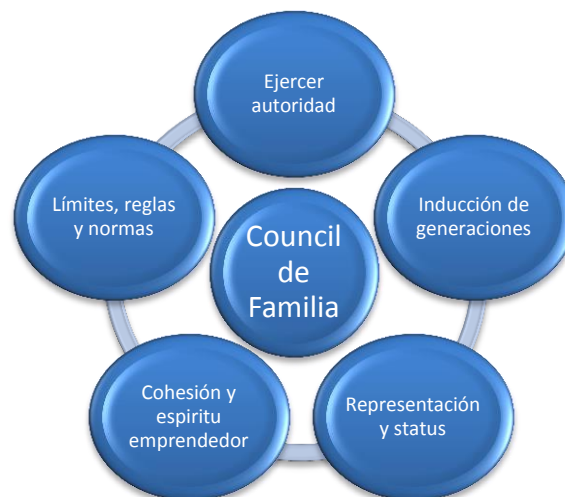 Ejercer
autoridad
Límites, reglas
y normas
Inducción de
generaciones
Council
de
Familia
Cohesión y
espiritu
emprendedor
Representación
y status